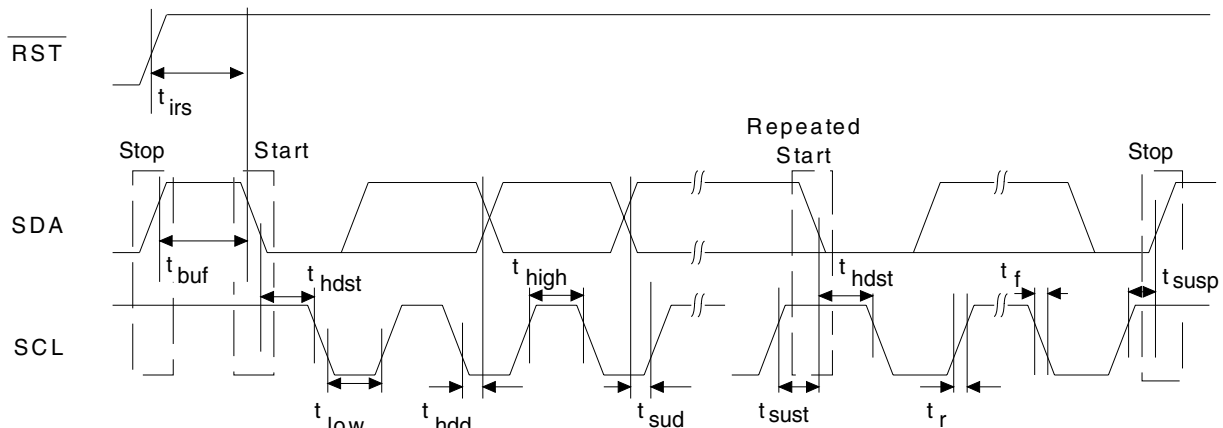 RST
t irs
Repeated
Stop
Start
Start
Stop
SDA
t buf
t hdst
t high
t hdst
t f
t susp
SCL
t low
t hdd
t sud
t sust
t r